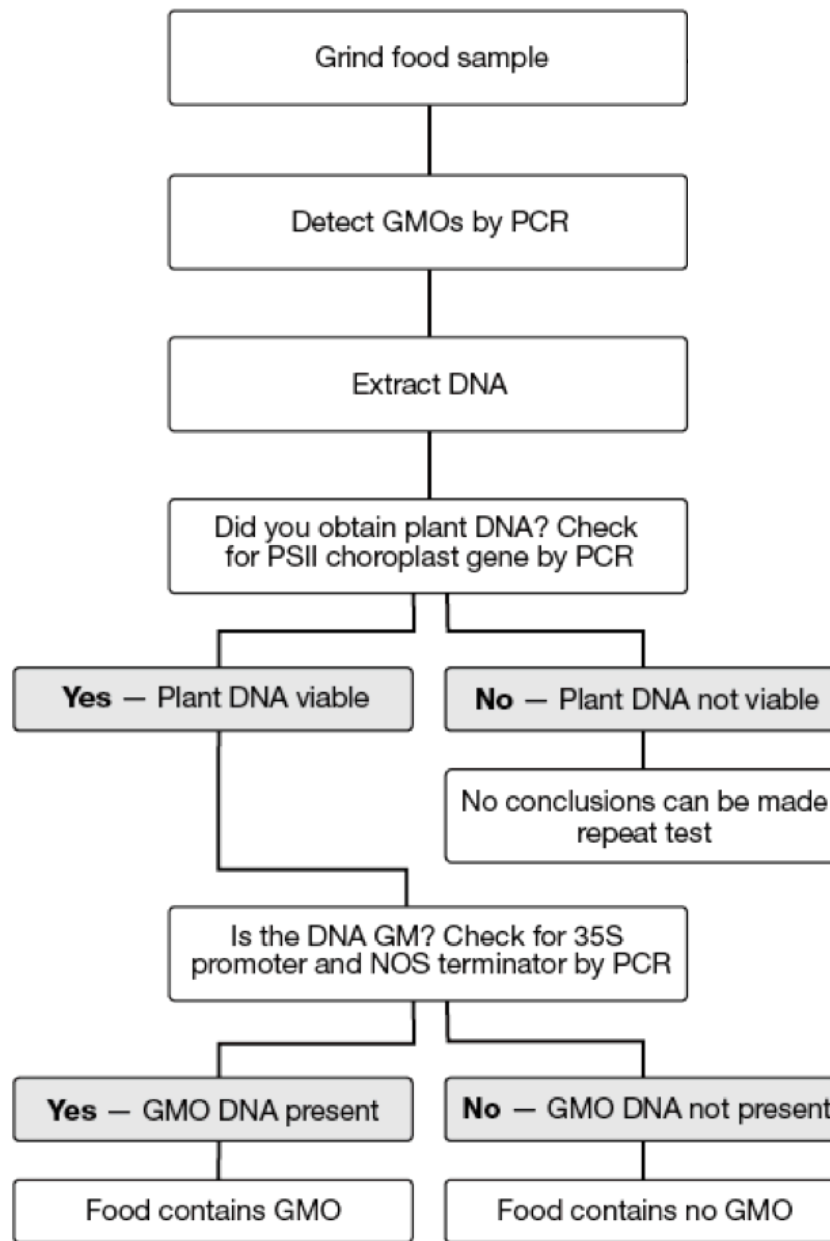 Grind food sample
Detect GMOs by PCR
Extract DNA
Did you obtain plant DNA? Check
for PSII choroplast gene by PCR
Yes — Plant DNA viable
No — Plant DNA not viable
No conclusions can be made
repeat test
Is the DNA GM? Check for 35S
promoter and NOS terminator by PCR
Yes — GMO DNA present
No — GMO DNA not present
Food contains GMO
Food contains no GMO